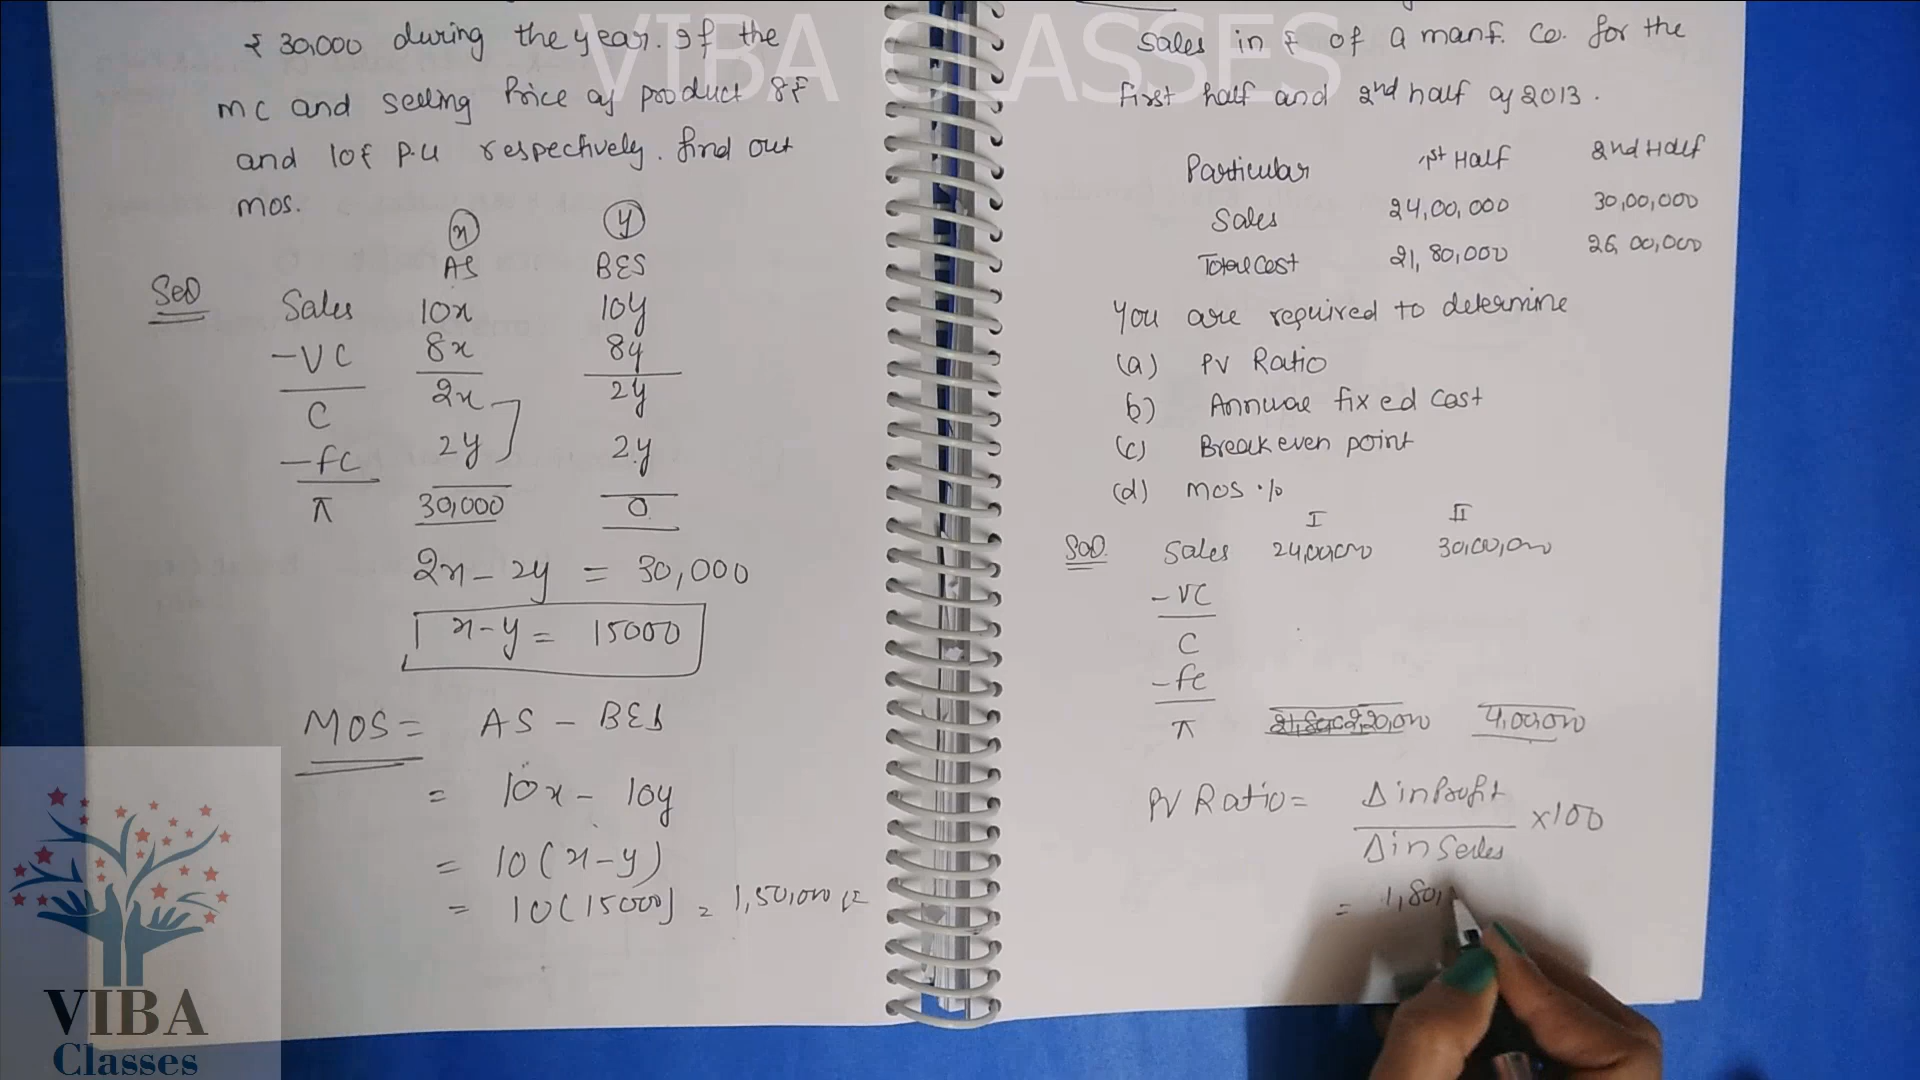 VIBA CLASSES
₹ 30,000 during the year. If the
MC and selling Price of product 8₹
and 10₹ P.U respectively. find out
MOS.
x y
AS BES
Sol Sales 10x 10y
-VC 8x 8y
C 2x 2y
-fc 2y 2y
π 30,000 0
2x - 2y = 30,000
x-y = 15000
MOS = AS - BES
= 10x - 10y
= 10 (x-y)
= 10 (15000) = 1,50,000
Sales in ₹ of a manf. Co. for the
first half and 2nd half of 2013.
Particular 1st Half 2nd Half
Sales 24,00,000 30,00,000
Total Cost 21,80,000 26,00,000
You are required to determine
(a) PV Ratio
b) Annual fixed Cost
(c) Break even point
(d) MOS %
I II
Sol. Sales 24,00,000 30,00,000
-VC
C
-fc
π 2,20,000 4,00,000
PV Ratio = Δ in Profit
Δ in Sales ×100
= 1,80,
VIBA
Classes